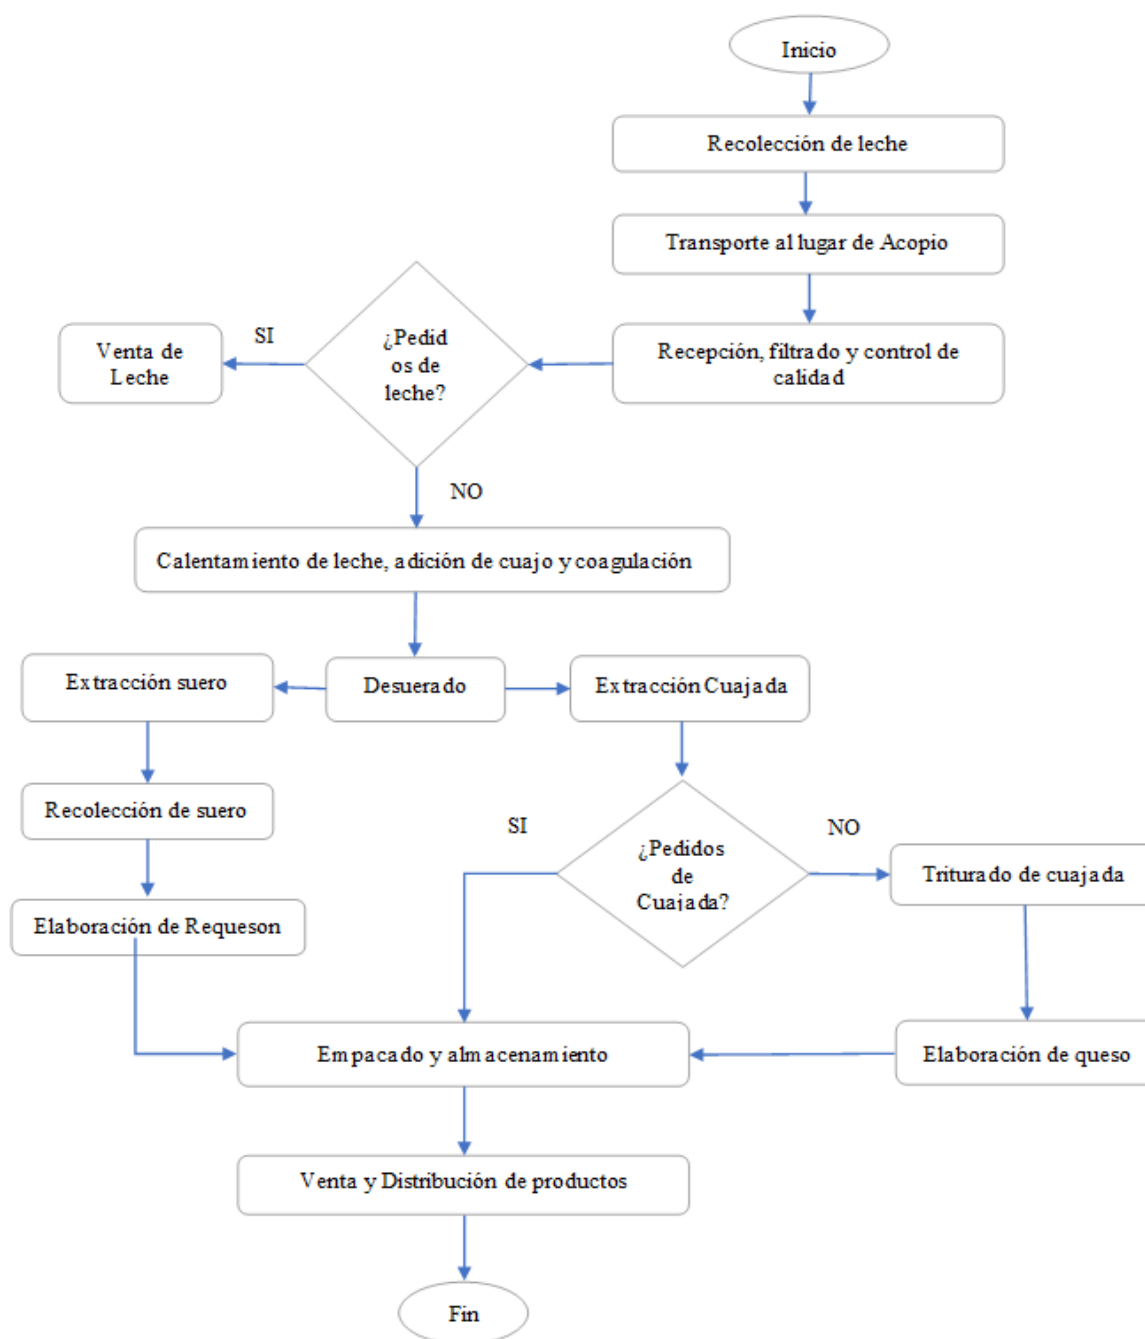 Inicio
Recolección de leche
Transporte al lugar de Acopio
Recepción, filtrado y control de
calidad
¿Pedid
os de
leche?
SI
Venta de
Leche
NO
Calentamiento de leche, adición de cuajo y coagulación
Desuerado
Extracción suero
Extracción Cuajada
Recolección de suero
Elaboración de Requeson
¿Pedidos
de
Cuajada?
SI
NO
Triturado de cuajada
Elaboración de queso
Empacado y almacenamiento
Venta y Distribución de productos
Fin